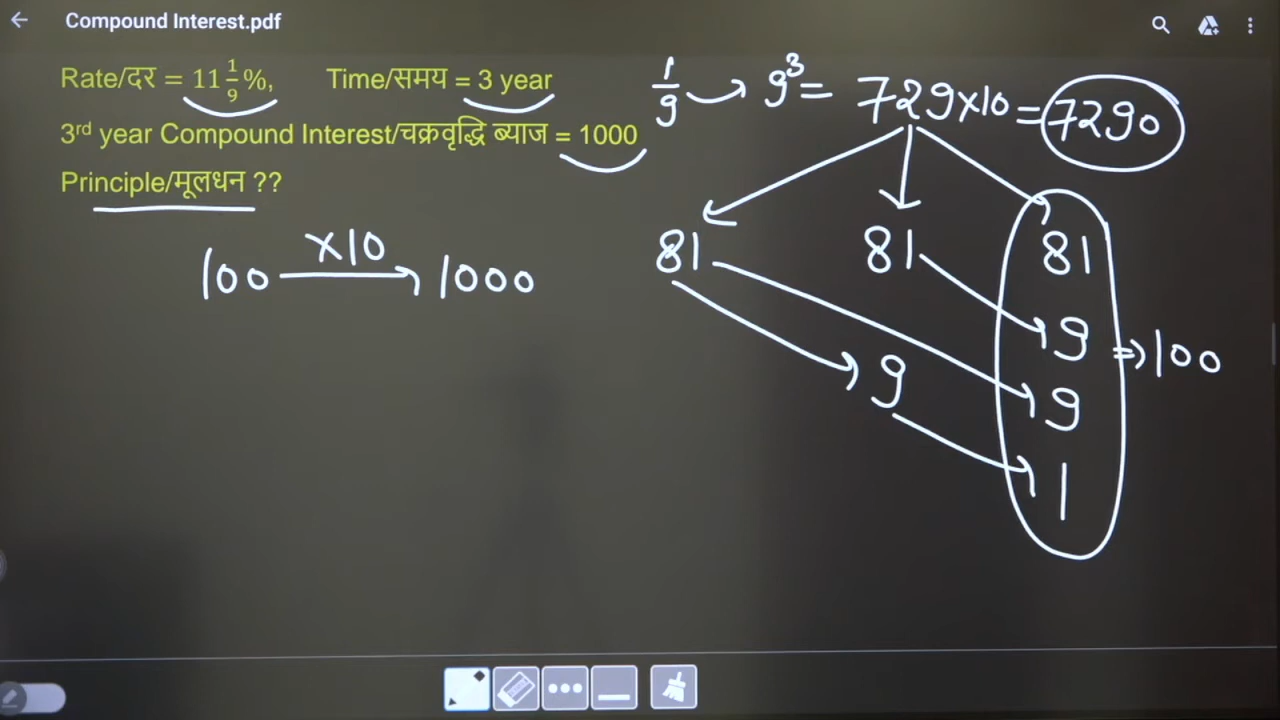 Compound Interest.pdf
Rate/दर = 11 1/9 %, Time/समय = 3 year
3rd year Compound Interest/चक्रवृद्धि ब्याज = 1000
Principle/मूलधन ??
1/9 → 9³ = 729×10 = 7290
100 ×10 → 1000
81 81 81
9
9 ⇒ 100
9
1